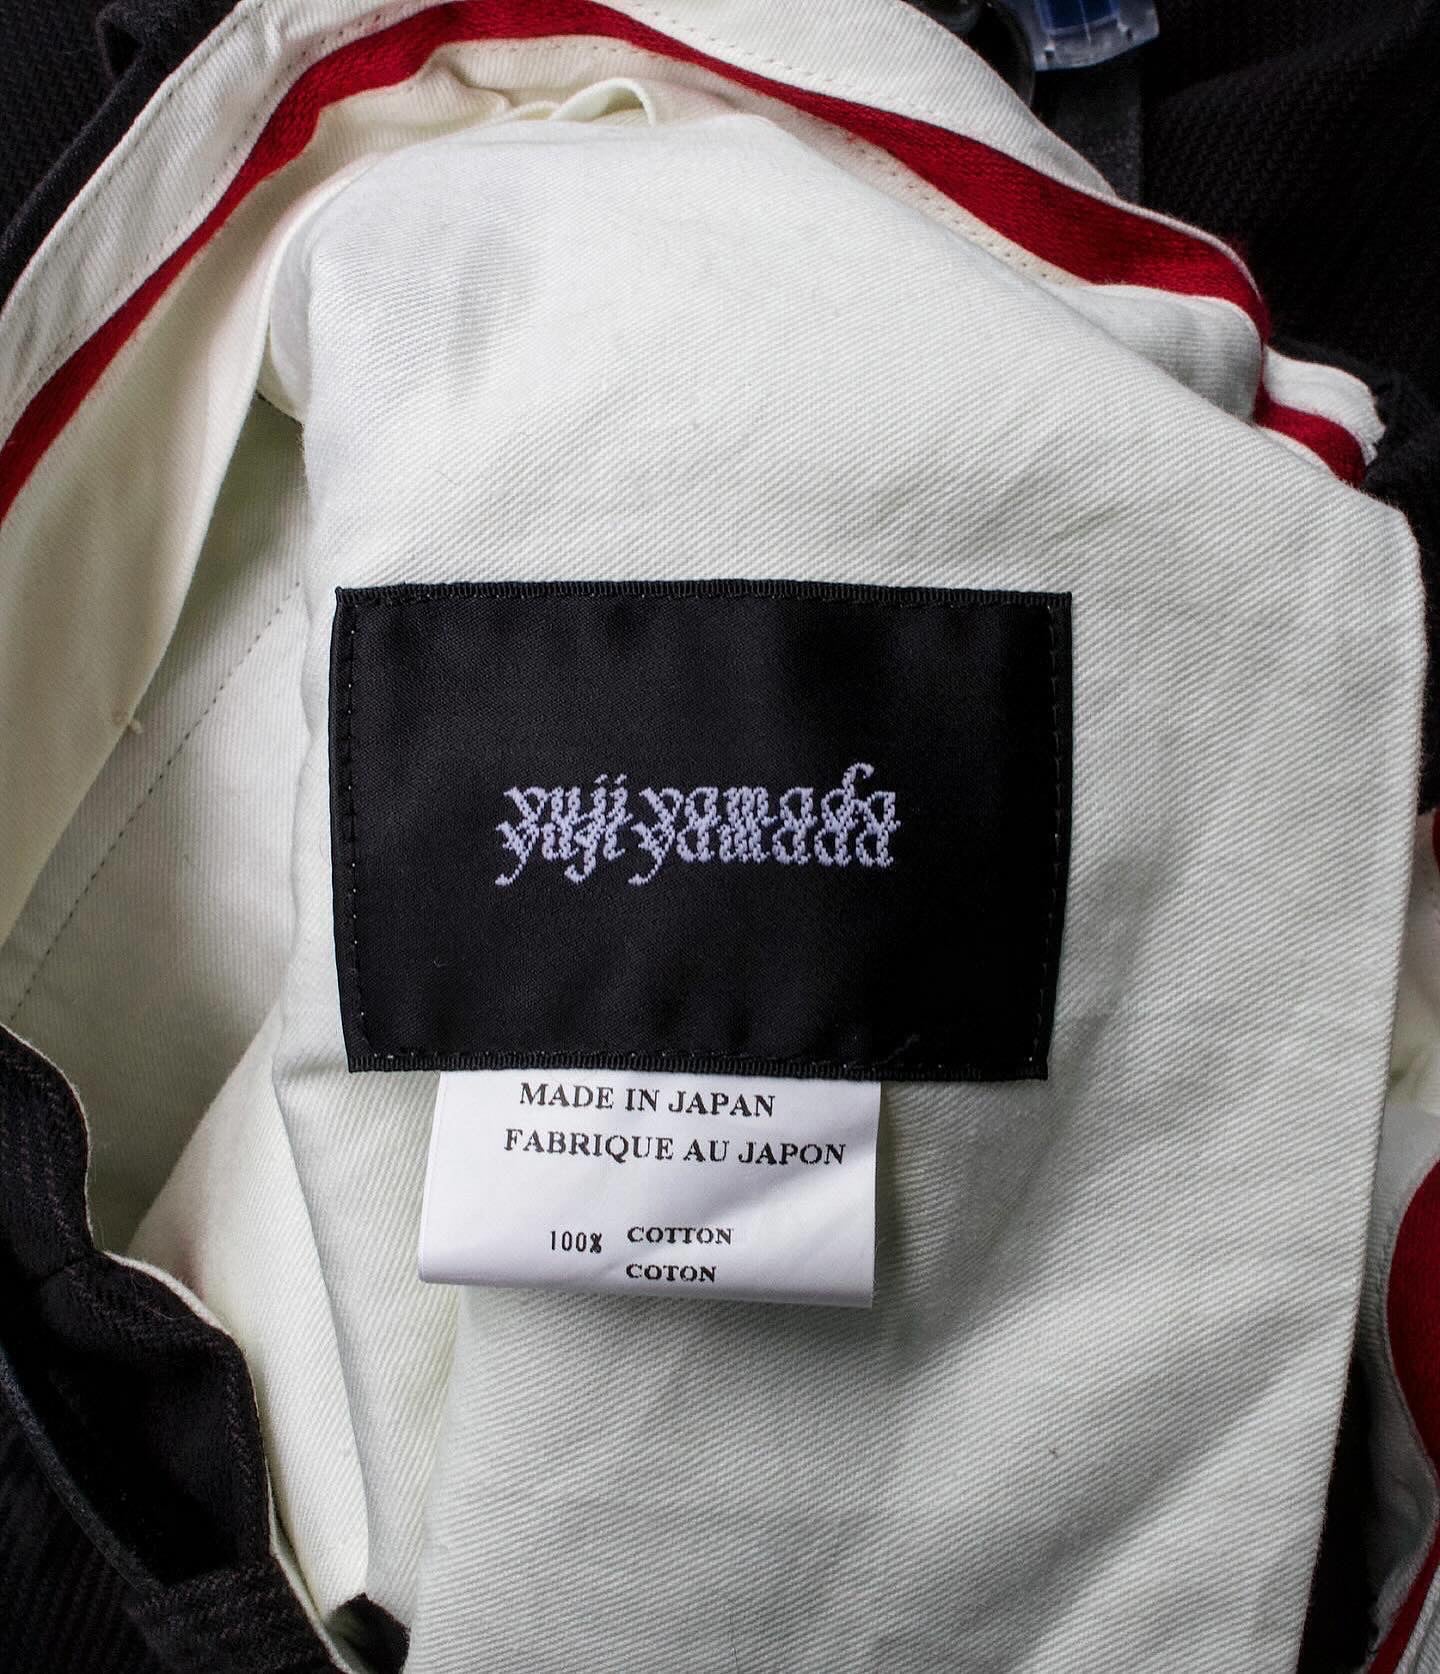 yuji yamada
yuji yamada
MADE IN JAPAN
FABRIQUE AU JAPON
100% COTTON
COTON